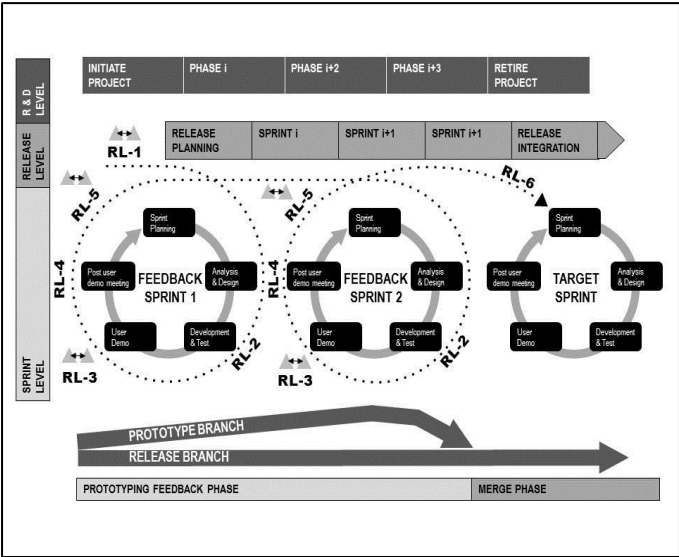 R & D
LEVEL
INITIATE
PROJECT
PHASE i
PHASE i+2
PHASE i+3
RETIRE
PROJECT
RELEASE
LEVEL
RL-1
RELEASE
PLANNING
SPRINT i
SPRINT i+1
SPRINT i+1
RELEASE
INTEGRATION
SPRINT
LEVEL
RL-5
RL-4
RL-3
RL-2
Sprint
Planning
Post user
demo meeting
FEEDBACK
SPRINT 1
Analysis
& Design
User
Demo
Development
& Test
RL-5
RL-4
RL-3
RL-2
Sprint
Planning
Post user
demo meeting
FEEDBACK
SPRINT 2
Analysis
& Design
User
Demo
Development
& Test
RL-6
Sprint
Planning
Post user
demo meeting
TARGET
SPRINT
Analysis
& Design
User
Demo
Development
& Test
PROTOTYPE BRANCH
RELEASE BRANCH
PROTOTYPING FEEDBACK PHASE
MERGE PHASE